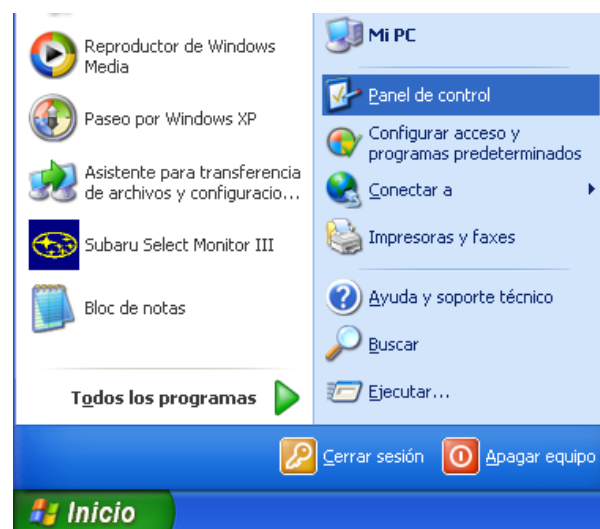 Reproductor de Windows
Media
Paseo por Windows XP
Asistente para transferencia
de archivos y configuracio...
Subaru Select Monitor III
Bloc de notas
Todos los programas
Mi PC
Panel de control
Configurar acceso y
programas predeterminados
Conectar a
Impresoras y faxes
Ayuda y soporte técnico
Buscar
Ejecutar...
Cerrar sesión
Apagar equipo
Inicio